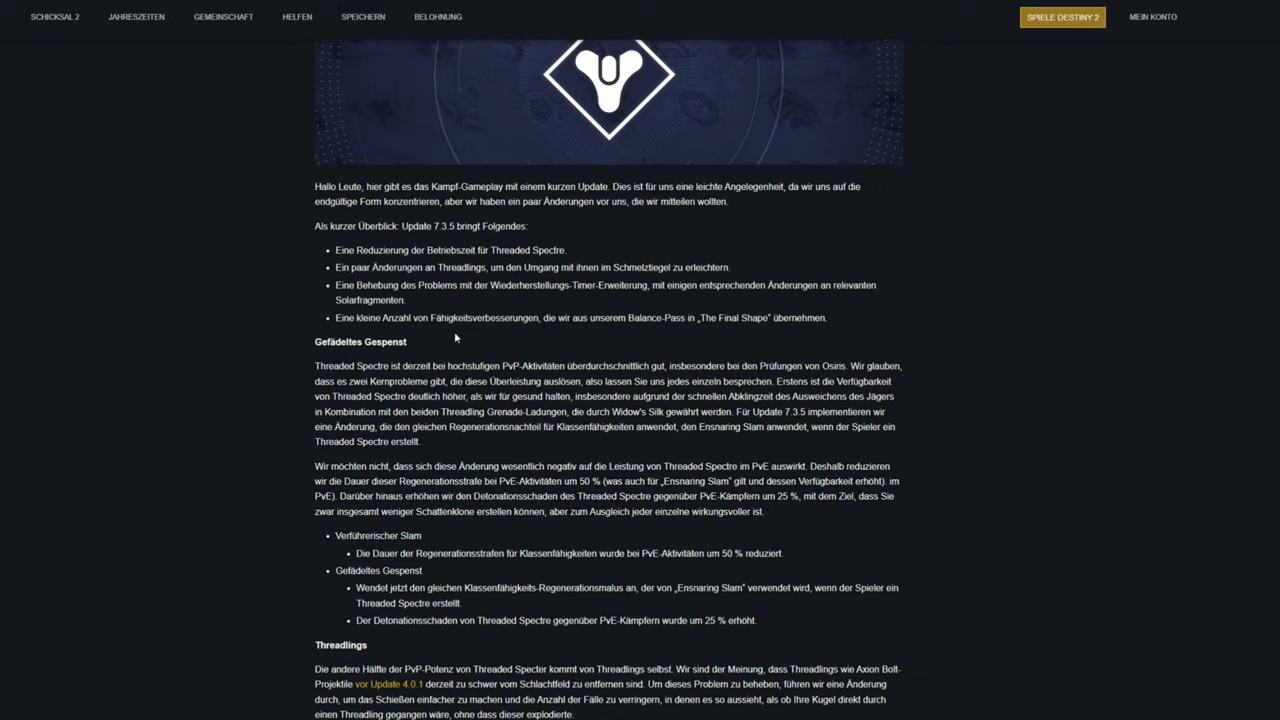 SCHICKSAL 2 JAHRESZEITEN GEMEINSCHAFT HELFEN SPEICHERN BELOHNUNG SPIELE DESTINY 2 MEIN KONTO
Hallo Leute, hier gibt es das Kampf-Gameplay mit einem kurzen Update. Dies ist für uns eine leichte Angelegenheit, da wir uns auf die
endgültige Form konzentrieren, aber wir haben ein paar Änderungen vor uns, die wir mitteilen wollten.
Als kurzer Überblick: Update 7.3.5 bringt Folgendes:
• Eine Reduzierung der Betriebszeit für Threaded Spectre.
• Ein paar Änderungen an Threadlings, um den Umgang mit ihnen im Schmelztiegel zu erleichtern.
• Eine Behebung des Problems mit der Wiederherstellungs-Timer-Erweiterung, mit einigen entsprechenden Änderungen an relevanten
Solarfragmenten.
• Eine kleine Anzahl von Fähigkeitsverbesserungen, die wir aus unserem Balance-Pass in „The Final Shape“ übernehmen.
Gefädeltes Gespenst
Threaded Spectre ist derzeit bei hochstufigen PvP-Aktivitäten überdurchschnittlich gut, insbesondere bei den Prüfungen von Osiris. Wir glauben,
dass es zwei Kernprobleme gibt, die diese Überleistung auslösen, also lassen Sie uns jedes einzeln besprechen. Erstens ist die Verfügbarkeit
von Threaded Spectre deutlich höher, als wir für gesund halten, insbesondere aufgrund der schnellen Abklingzeit des Ausweichens des Jägers
in Kombination mit den beiden Threadling Grenade-Ladungen, die durch Widow's Silk gewährt werden. Für Update 7.3.5 implementieren wir
eine Änderung, die den gleichen Regenerationsnachteil für Klassenfähigkeiten anwendet, den Ensnaring Slam anwendet, wenn der Spieler ein
Threaded Spectre erstellt.
Wir möchten nicht, dass sich diese Änderung wesentlich negativ auf die Leistung von Threaded Spectre im PvE auswirkt. Deshalb reduzieren
wir die Dauer dieser Regenerationsstrafe bei PvE-Aktivitäten um 50 % (was auch für „Ensnaring Slam“ gilt und dessen Verfügbarkeit erhöht). im
PvE). Darüber hinaus erhöhen wir den Detonationsschaden des Threaded Spectre gegenüber PvE-Kämpfern um 25 %, mit dem Ziel, dass Sie
zwar insgesamt weniger Schattenklone erstellen können, aber zum Ausgleich jeder einzelne wirkungsvoller ist.
• Verführerischer Slam
• Die Dauer der Regenerationsstrafen für Klassenfähigkeiten wurde bei PvE-Aktivitäten um 50 % reduziert.
• Gefädeltes Gespenst
• Wendet jetzt den gleichen Klassenfähigkeits-Regenerationsmalus an, der von „Ensnaring Slam“ verwendet wird, wenn der Spieler ein
Threaded Spectre erstellt.
• Der Detonationsschaden von Threaded Spectre gegenüber PvE-Kämpfern wurde um 25 % erhöht.
Threadlings
Die andere Hälfte der PvP-Potenz von Threaded Specter kommt von Threadlings selbst. Wir sind der Meinung, dass Threadlings wie Axion Bolt-
Projektile vor Update 4.0.1 derzeit zu schwer vom Schlachtfeld zu entfernen sind. Um dieses Problem zu beheben, führen wir eine Änderung
durch, um das Schießen einfacher zu machen und die Anzahl der Fälle zu verringern, in denen es so aussieht, als ob Ihre Kugel direkt durch
einen Threadling gegangen wäre, ohne dass dieser explodierte.